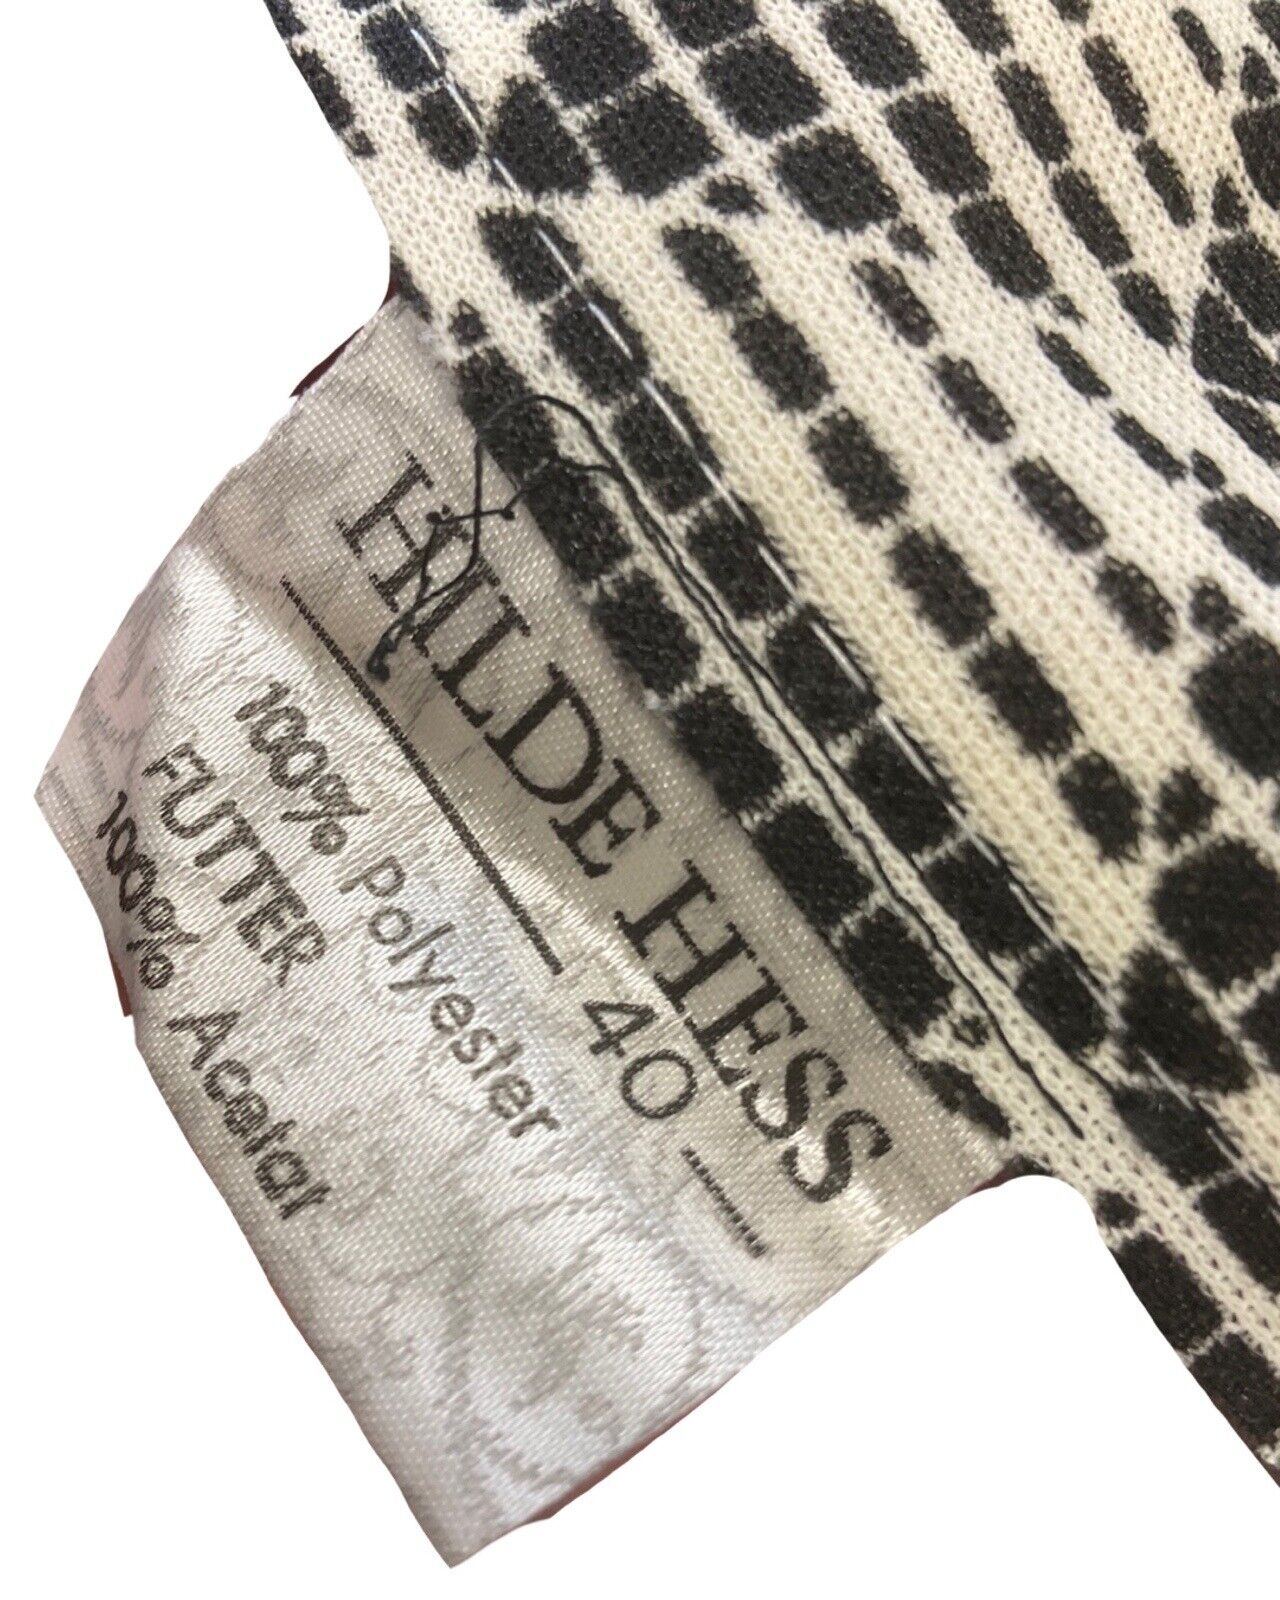 HILDE HESS
40
100% Polyester
FUTTER
100% Acetat